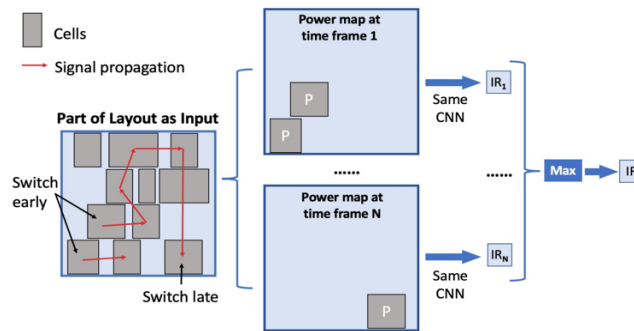 Cells
Signal propagation
Part of Layout as Input
Switch
early
Switch late
Power map at
time frame 1
P
P
......
Power map at
time frame N
P
Same
CNN
IR₁
......
Same
CNN
IRN
Max
IR